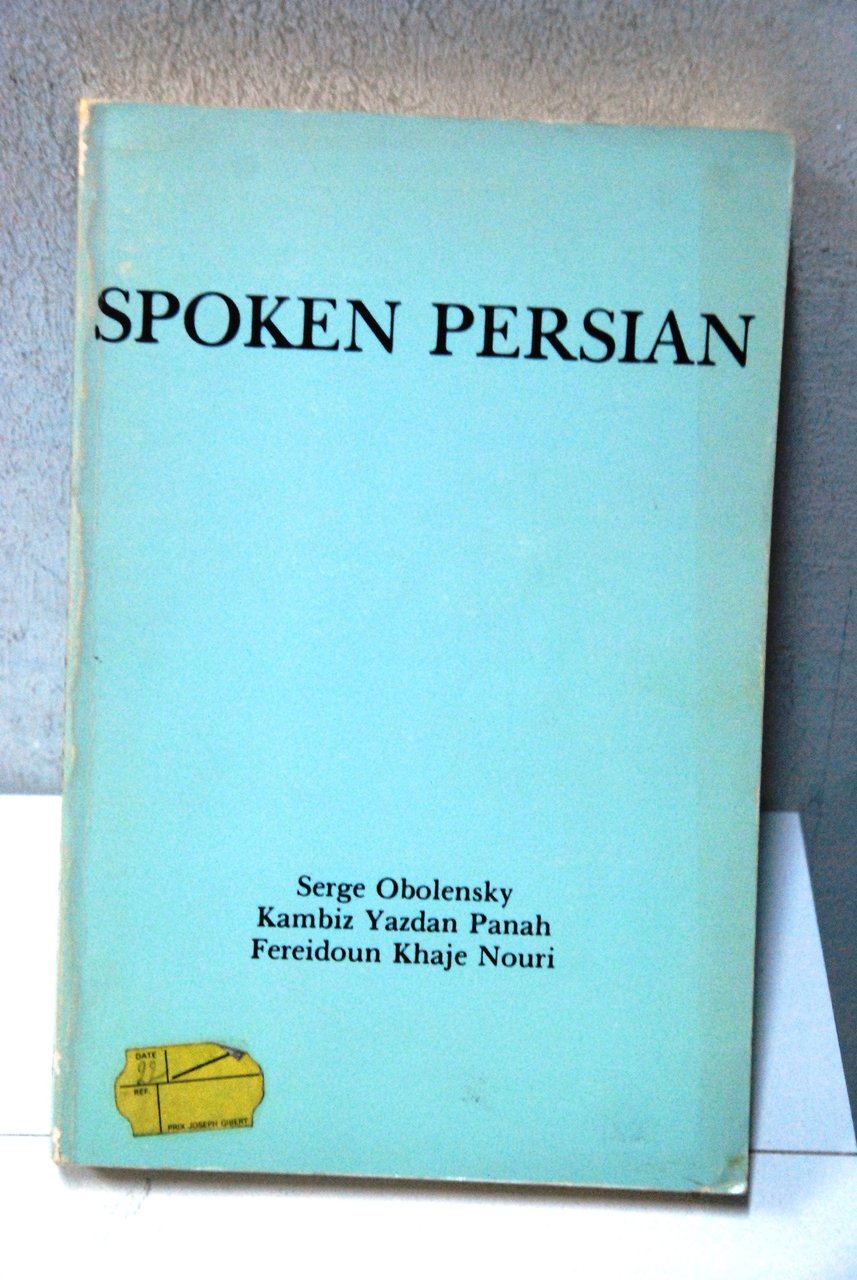 SPOKEN PERSIAN
Serge Obolensky
Kambiz Yazdan Panah
Fereidoun Khaje Nouri
DATE
REF.
PRIX JOSEPH GIBERT